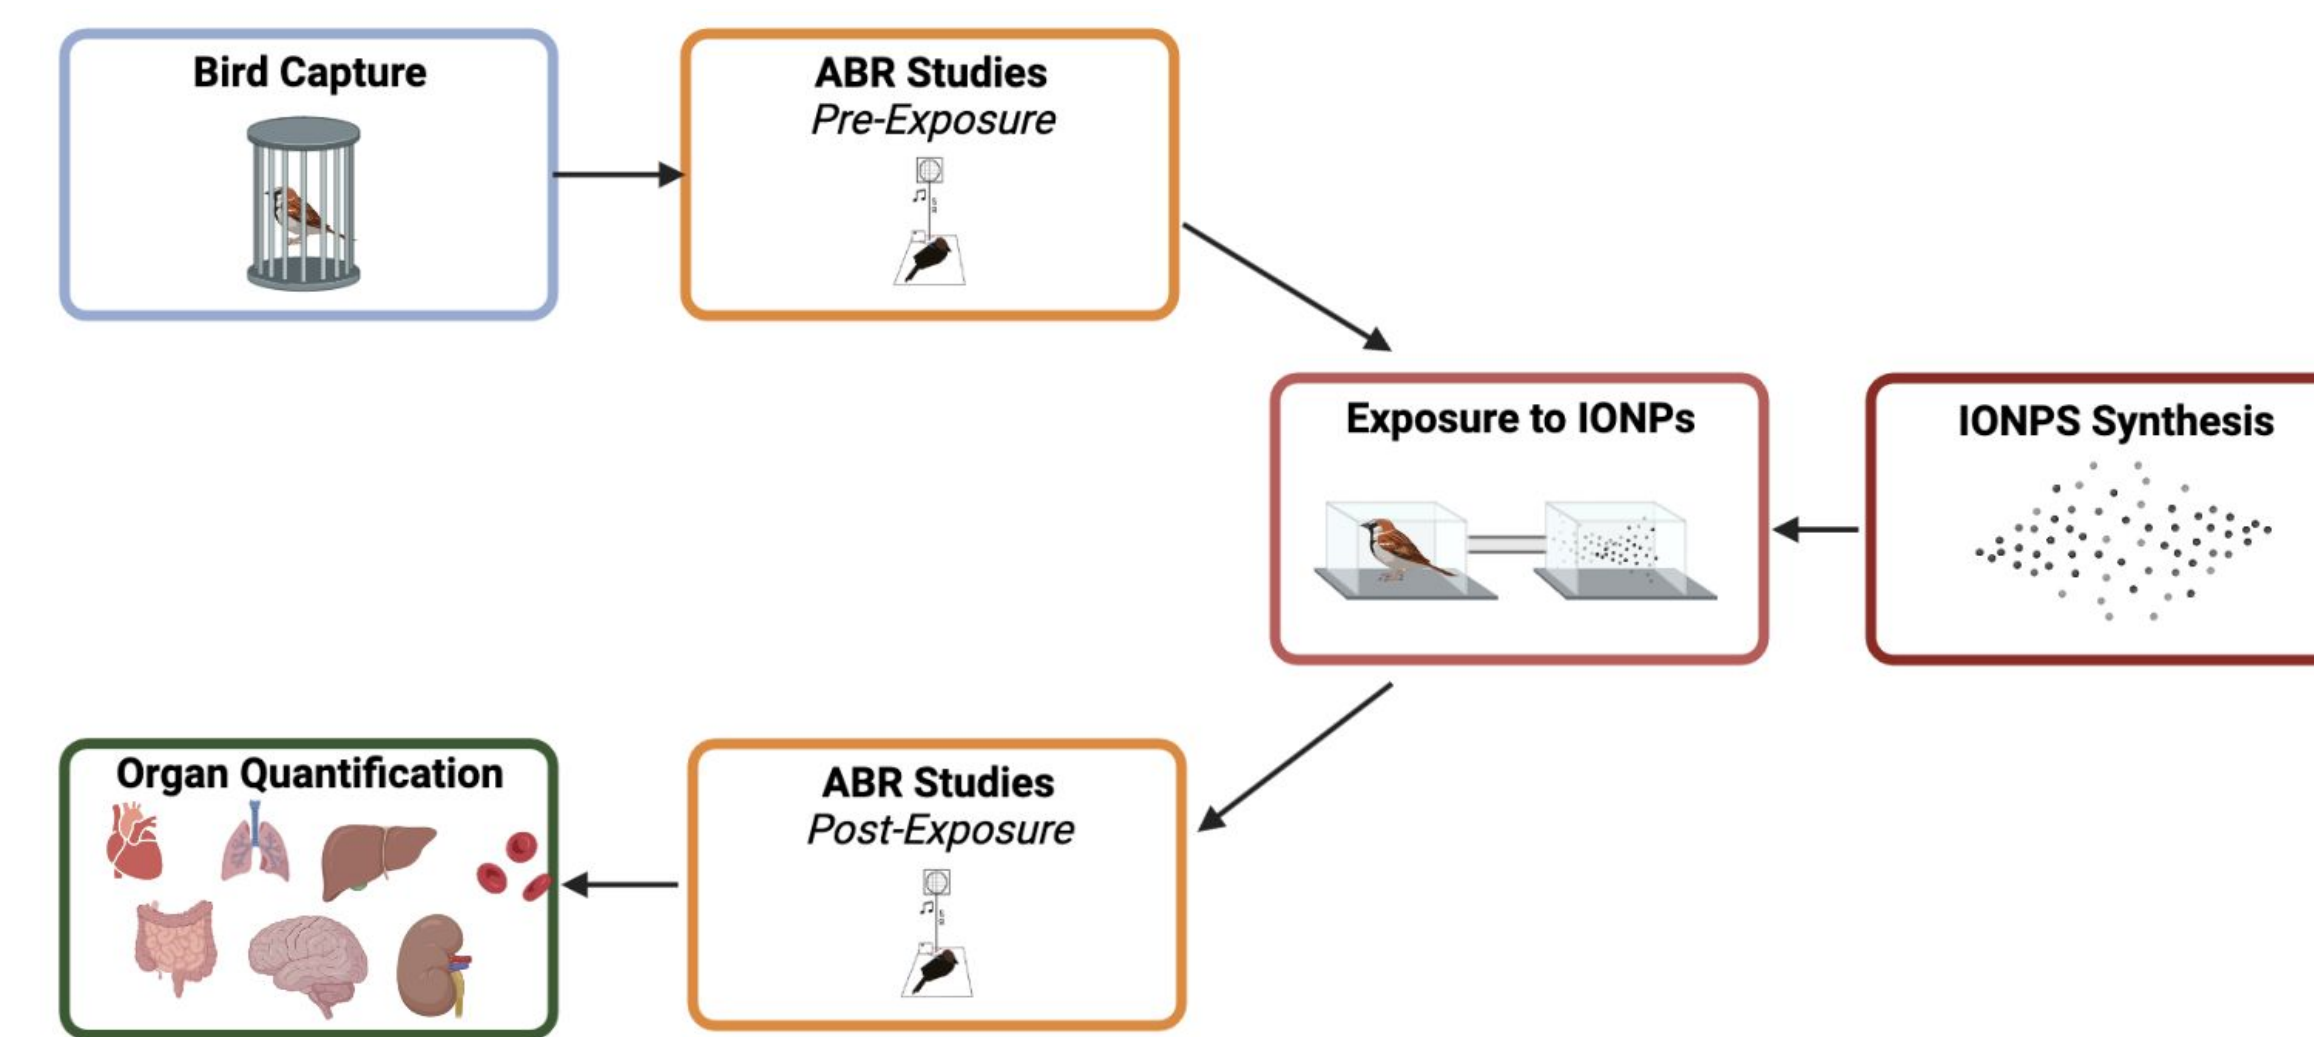 Bird Capture
ABR Studies
Pre-Exposure
Exposure to IONPs
IONPS Synthesis
Organ Quantification
ABR Studies
Post-Exposure